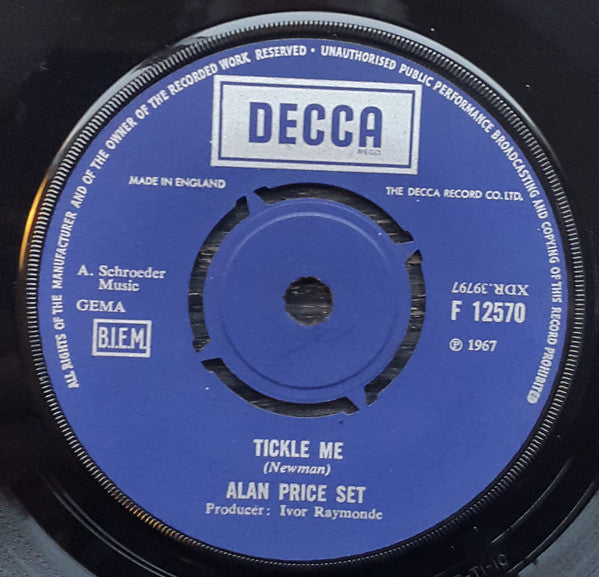 ALL RIGHTS OF THE MANUFACTURER AND OF THE OWNER OF THE RECORDED WORK RESERVED · UNAUTHORISED PUBLIC PERFORMANCE BROADCASTING AND COPYING OF THIS RECORD PROHIBITED
DECCA
REGD
MADE IN ENGLAND
THE DECCA RECORD CO. LTD.
A. Schroeder
Music
GEMA
B.I.E.M.
XDR.39797
F 12570
℗ 1967
TICKLE ME
(Newman)
ALAN PRICE SET
Producer: Ivor Raymonde